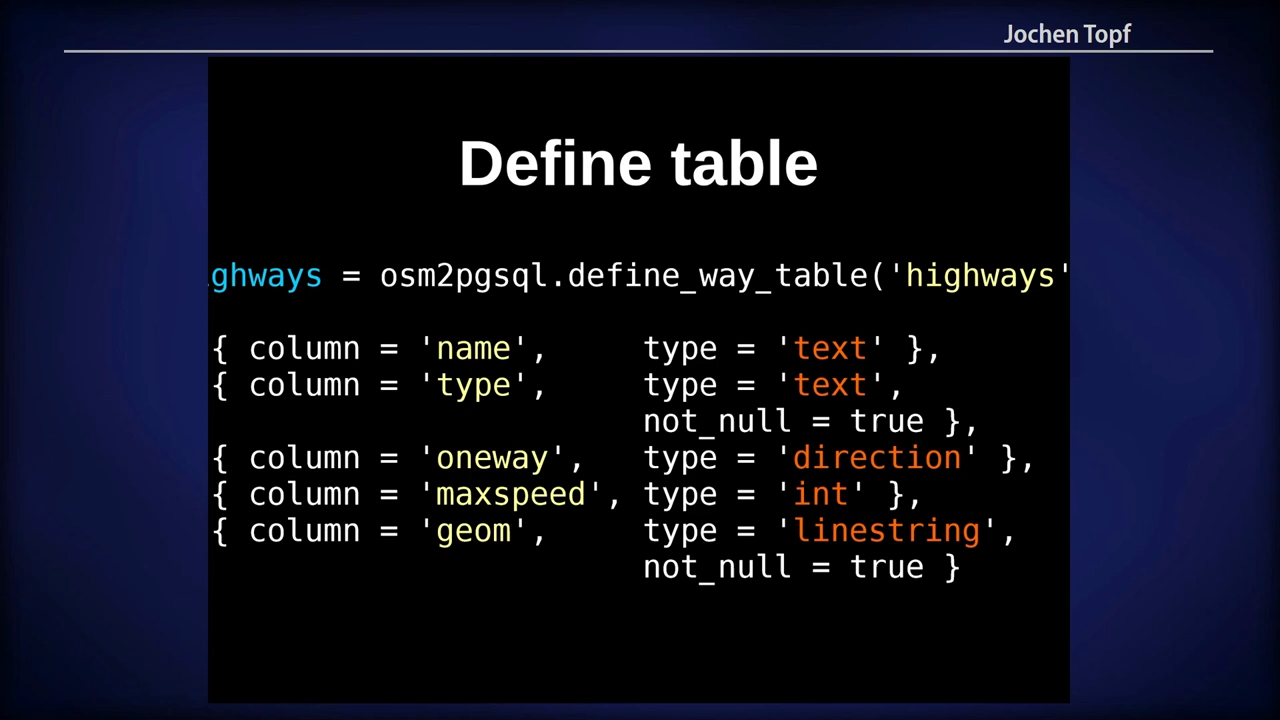 Jochen Topf
Define table
ghways = osm2pgsql.define_way_table('highways'
{ column = 'name', type = 'text' },
{ column = 'type', type = 'text',
not_null = true },
{ column = 'oneway', type = 'direction' },
{ column = 'maxspeed', type = 'int' },
{ column = 'geom', type = 'linestring',
not_null = true }